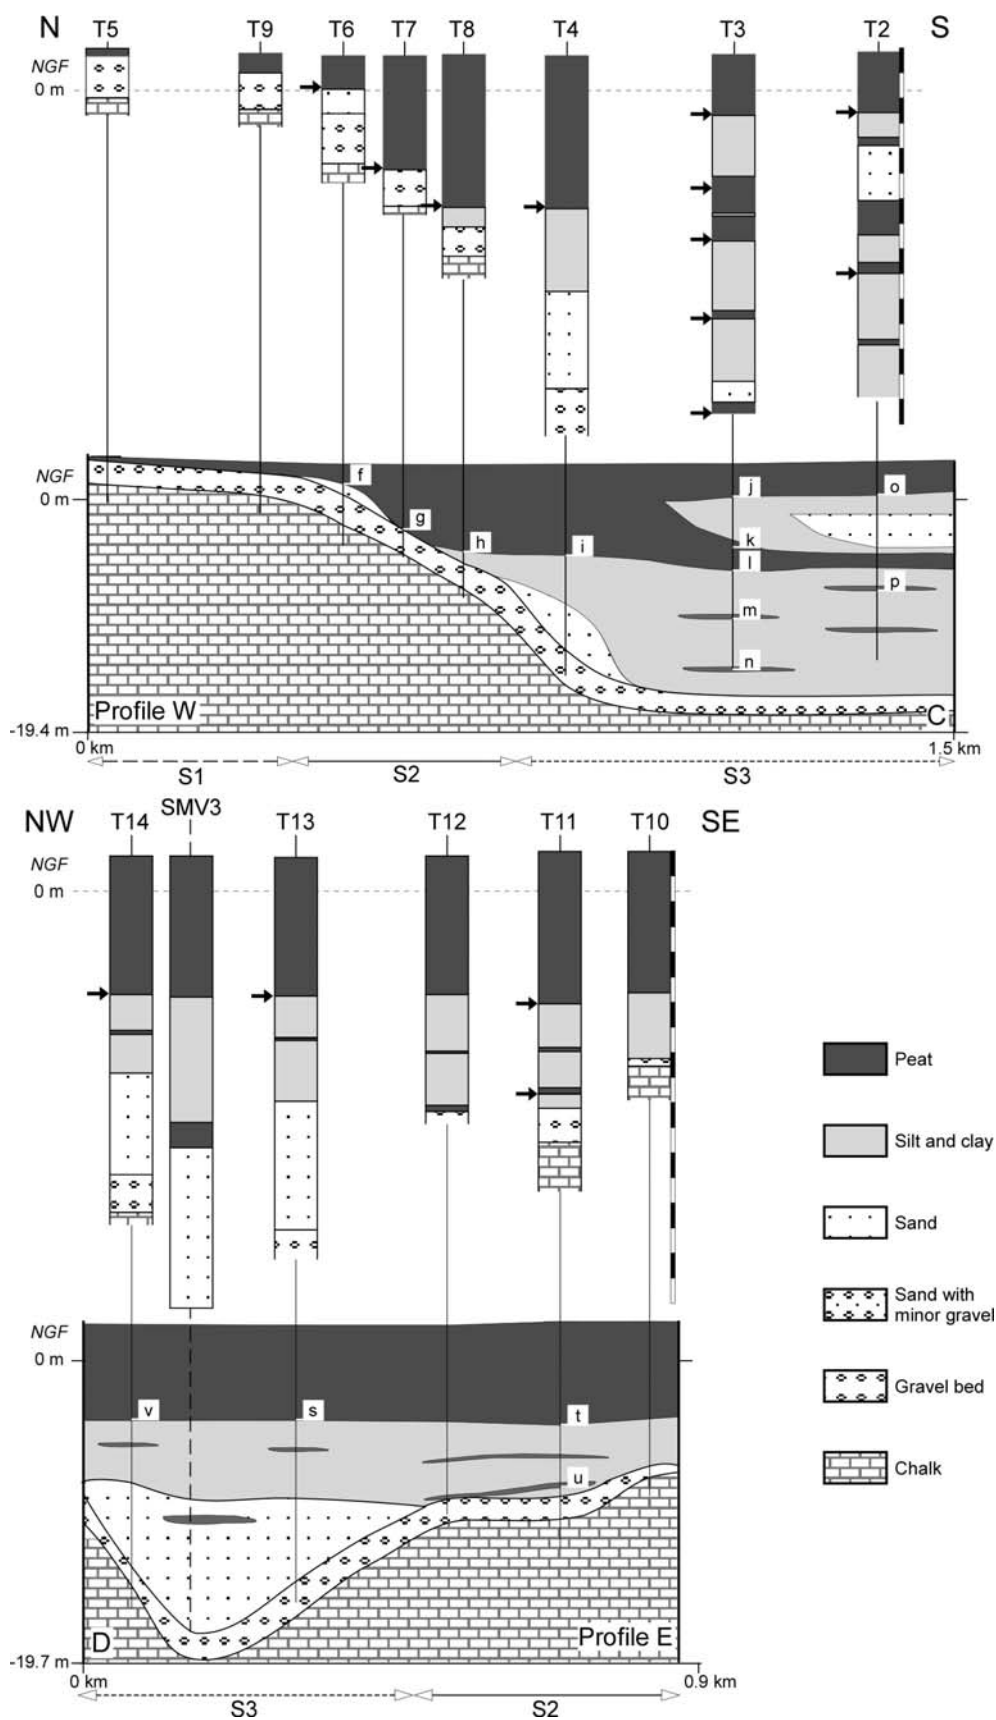 N T5 T9 T6 T7 T8 T4 T3 T2 S
NGF
0 m
NGF
0 m
f
g
h
i
j
k
l
m
n
o
p
Profile W
C
-19.4 m
0 km
1.5 km
S1
S2
S3
SMV3
NW T14 T13 T12 T11 T10 SE
NGF
0 m
Peat
Silt and clay
Sand
Sand with
minor gravel
Gravel bed
Chalk
NGF
0 m
v
s
t
u
D
Profile E
-19.7 m
0 km
0.9 km
S3
S2